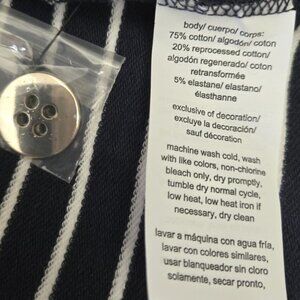 body/ cuerpo/ corps:
75% cotton/ algodón/ coton
20% reprocessed cotton/
algodón regenerado/ coton
retransformée
5% elastane/ elastano/
élasthanne
exclusive of decoration/
excluye la decoración/
sauf décoration
machine wash cold, wash
with like colors, non-chlorine
bleach only, dry promptly,
tumble dry normal cycle,
low heat, low heat iron if
necessary, dry clean
lavar a máquina con agua fría,
lavar con colores similares,
usar blanqueador sin cloro
solamente, secar pronto,